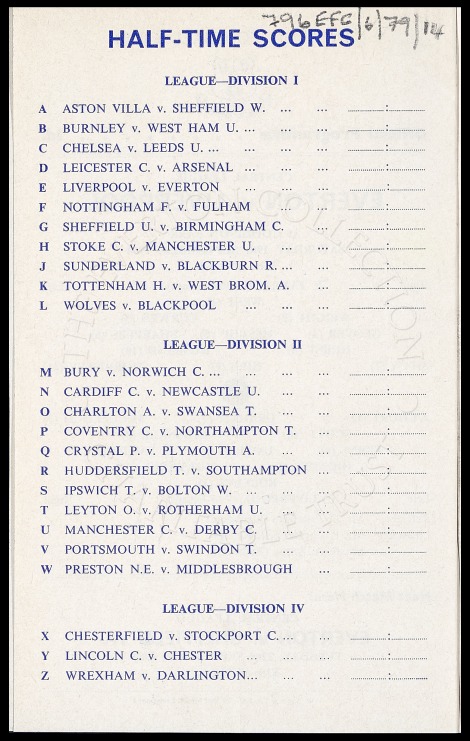 796 EFC/6/79/14
HALF-TIME SCORES
LEAGUE—DIVISION I
A ASTON VILLA v. SHEFFIELD W. ... ... ............:............
B BURNLEY v. WEST HAM U. ... ... ............:............
C CHELSEA v. LEEDS U. ... ... ... ............:............
D LEICESTER C. v. ARSENAL ... ... ... ............:............
E LIVERPOOL v. EVERTON ... ... ............:............
F NOTTINGHAM F. v. FULHAM ... ... ............:............
G SHEFFIELD U. v. BIRMINGHAM C. ... ............:............
H STOKE C. v. MANCHESTER U. ... ... ............:............
J SUNDERLAND v. BLACKBURN R. ... ... ............:............
K TOTTENHAM H. v. WEST BROM. A. ... ............:............
L WOLVES v. BLACKPOOL ... ... ... ............:............
LEAGUE—DIVISION II
M BURY v. NORWICH C. ... ... ... ... ............:............
N CARDIFF C. v. NEWCASTLE U. ... ... ............:............
O CHARLTON A. v. SWANSEA T. ... ... ............:............
P COVENTRY C. v. NORTHAMPTON T. ... ............:............
Q CRYSTAL P. v. PLYMOUTH A. ... ... ............:............
R HUDDERSFIELD T. v. SOUTHAMPTON ... ............:............
S IPSWICH T. v. BOLTON W. ... ... ... ............:............
T LEYTON O. v. ROTHERHAM U. ... ... ............:............
U MANCHESTER C. v. DERBY C. ... ... ............:............
V PORTSMOUTH v. SWINDON T. ... ... ............:............
W PRESTON N.E. v. MIDDLESBROUGH ... ............:............
LEAGUE—DIVISION IV
X CHESTERFIELD v. STOCKPORT C. ... ... ............:............
Y LINCOLN C. v. CHESTER ... ... ... ............:............
Z WREXHAM v. DARLINGTON... ... ... ............:............